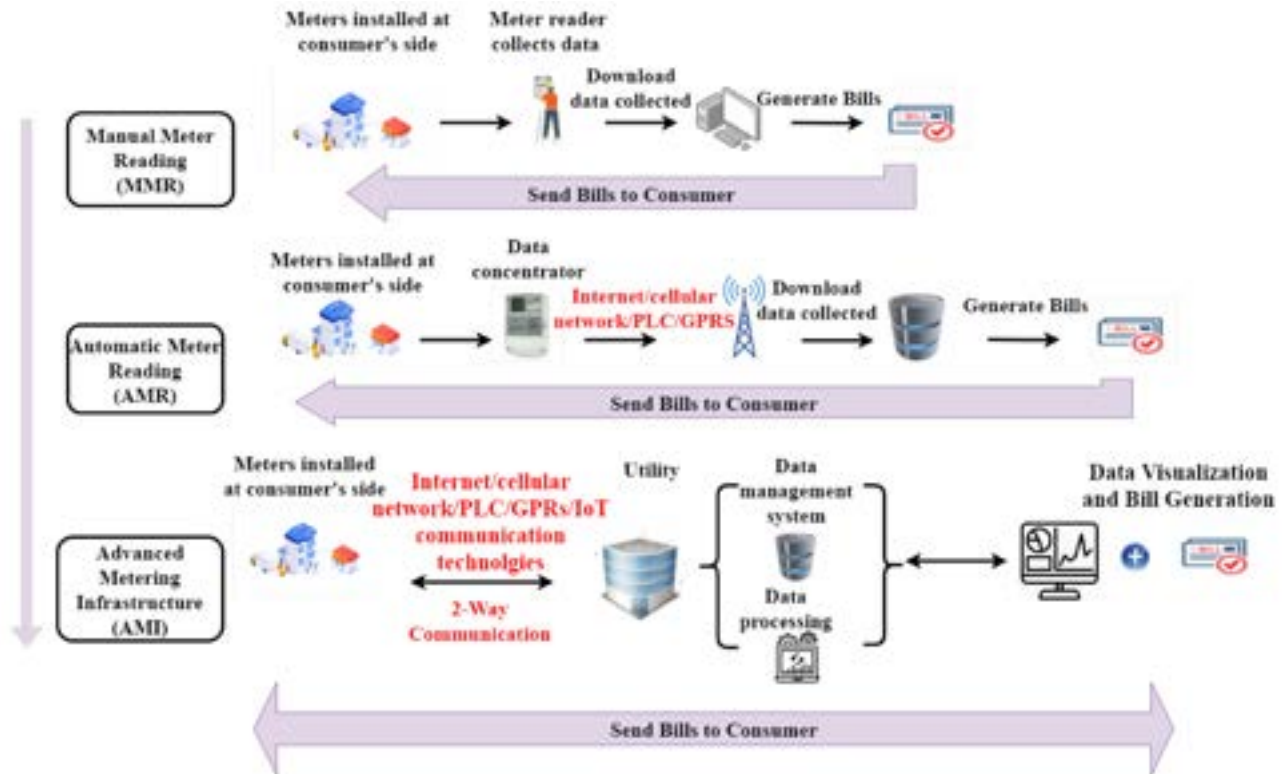 Meters installed at
consumer's side
Meter reader
collects data
Download
data collected
Generate Bills
BILL
Manual Meter
Reading
(MMR)
Send Bills to Consumer
Meters installed at
consumer's side
Data
concentrator
Internet/cellular
network/PLC/GPRS
Download
data collected
Generate Bills
BILL
Automatic Meter
Reading
(AMR)
Send Bills to Consumer
Meters installed
at consumer's side
Internet/cellular
network/PLC/GPRs/IoT
communication
technolgies
2-Way
Communication
Utility
Data
management
system
Data
processing
Data Visualization
and Bill Generation
BILL
Advanced
Metering
Infrastructure
(AMI)
Send Bills to Consumer